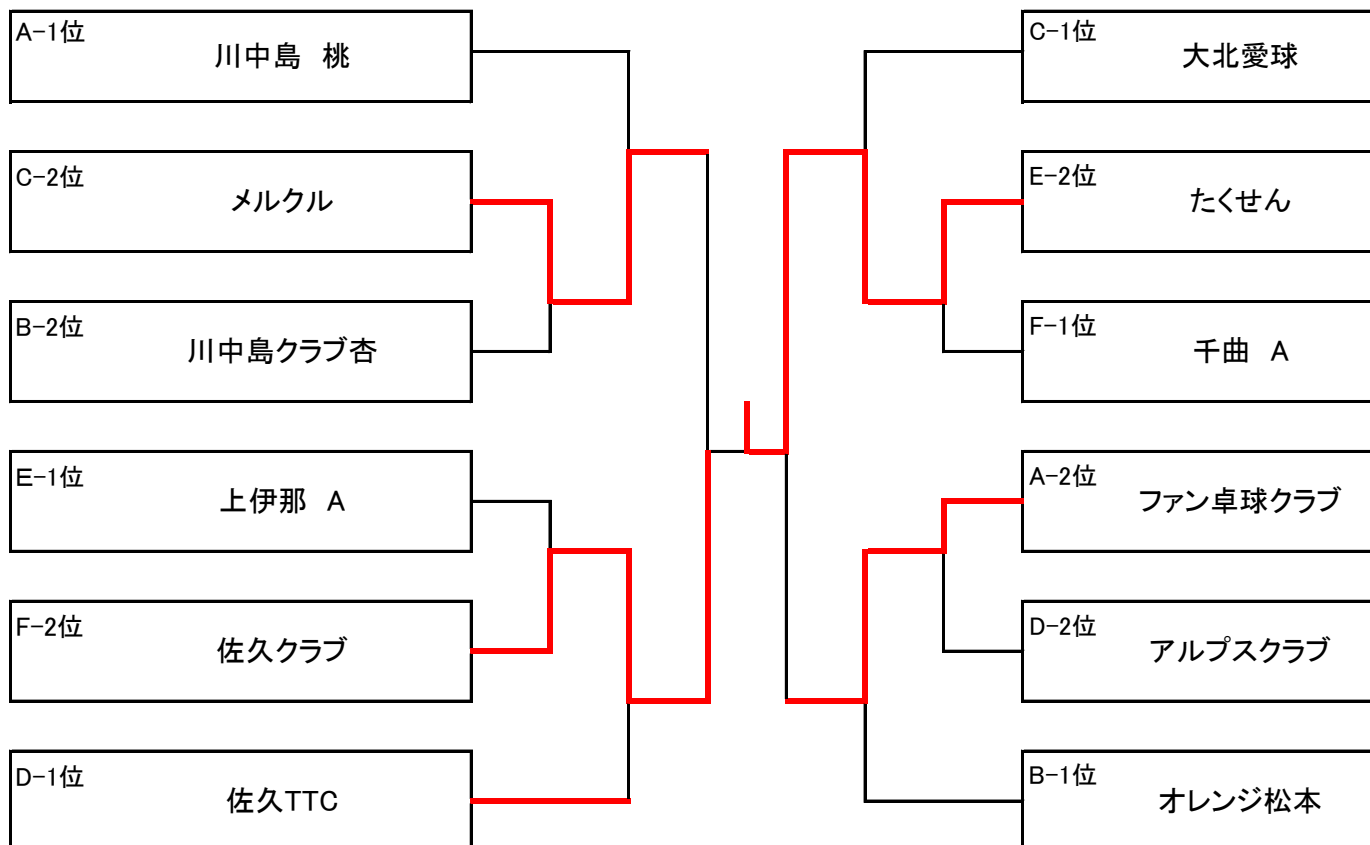 A-1位
川中島　桃
C-2位
メルクル
B-2位
川中島クラブ杏
E-1位
上伊那　A
F-2位
佐久クラブ
D-1位
佐久TTC
C-1位
大北愛球
E-2位
たくせん
F-1位
千曲　A
A-2位
ファン卓球クラブ
D-2位
アルプスクラブ
B-1位
オレンジ松本